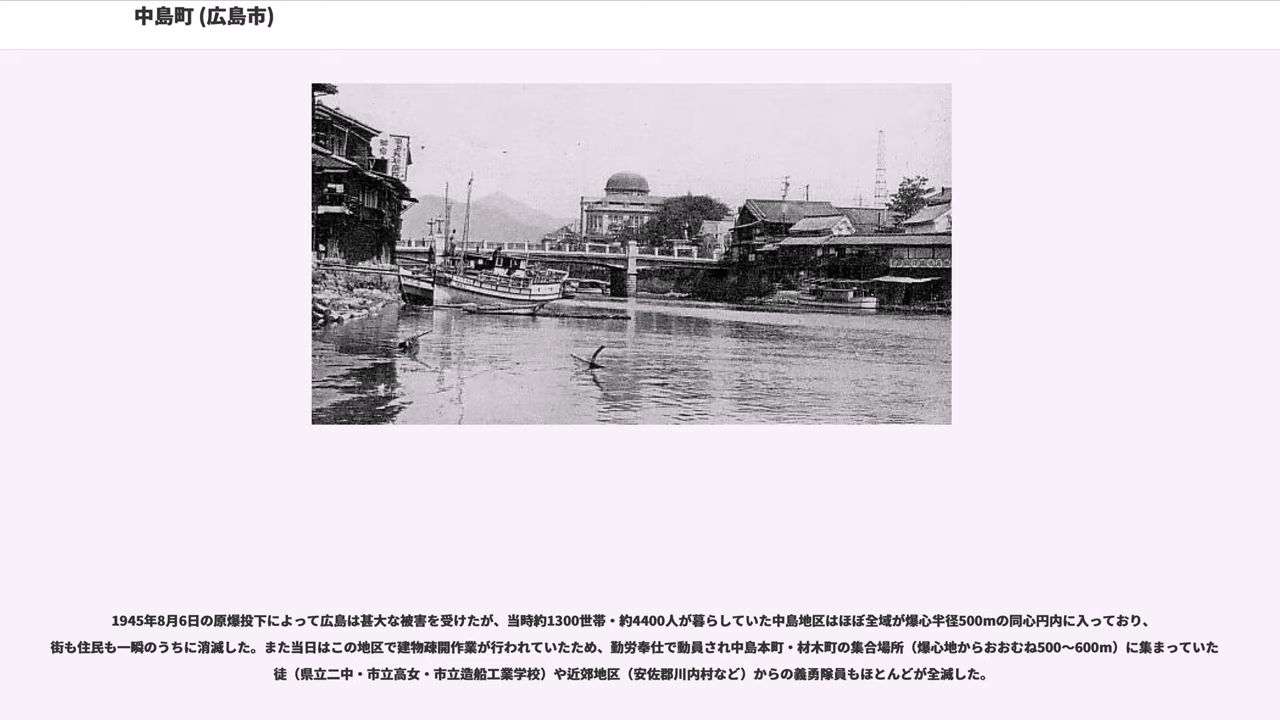 中島町 (広島市)
1945年8月6日の原爆投下によって広島は甚大な被害を受けたが、当時約1300世帯・約4400人が暮らしていた中島地区はほぼ全域が爆心半径500mの同心円内に入っており、
街も住民も一瞬のうちに消滅した。また当日はこの地区で建物疎開作業が行われていたため、勤労奉仕で動員され中島本町・材木町の集合場所（爆心地からおおむね500〜600m）に集まっていた
徒（県立二中・市立高女・市立造船工業学校）や近郊地区（安佐郡川内村など）からの義勇隊員もほとんどが全滅した。